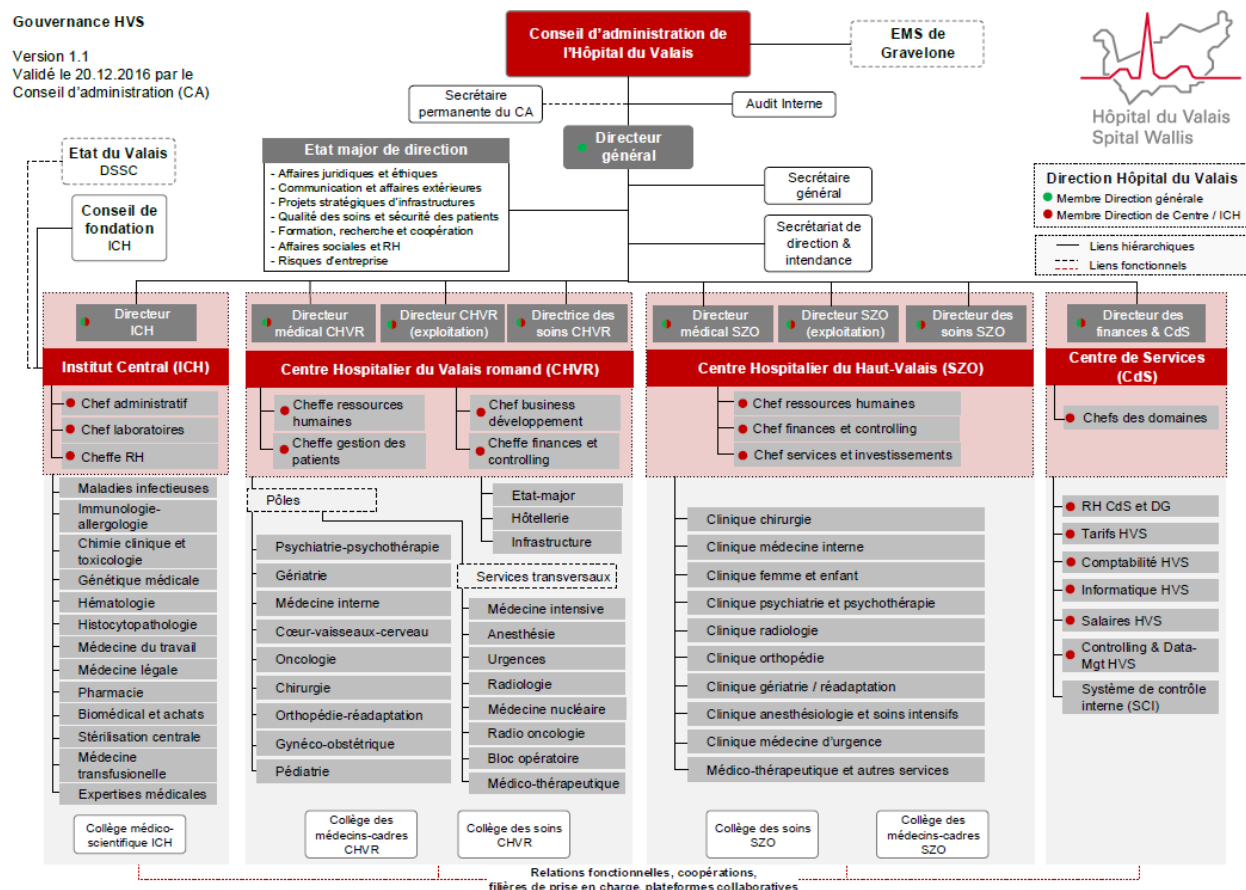 Gouvernance HVS
Version 1.1
Validé le 20.12.2016 par le
Conseil d'administration (CA)
Conseil d'administration de
l'Hôpital du Valais
EMS de
Gravelone
Hôpital du Valais
Spital Wallis
Secrétaire
permanente du CA
Audit Interne
Directeur
général
Etat du Valais
DSSC
Conseil de
fondation
ICH
Etat major de direction
- Affaires juridiques et éthiques
- Communication et affaires extérieures
- Projets stratégiques d'infrastructures
- Qualité des soins et sécurité des patients
- Formation, recherche et coopération
- Affaires sociales et RH
- Risques d'entreprise
Secrétaire
général
Secrétariat de
direction &
intendance
Direction Hôpital du Valais
Membre Direction générale
Membre Direction de Centre / ICH
Liens hiérarchiques
Liens fonctionnels
Directeur
ICH
Institut Central (ICH)
Chef administratif
Chef laboratoires
Cheffe RH
Maladies infectieuses
Immunologie-
allergologie
Chimie clinique et
toxicologie
Génétique médicale
Hématologie
Histocytopathologie
Médecine du travail
Médecine légale
Pharmacie
Biomédical et achats
Stérilisation centrale
Médecine
transfusionelle
Expertises médicales
Collège médico-
scientifique ICH
Directeur
médical CHVR
Directeur CHVR
(exploitation)
Directrice des
soins CHVR
Centre Hospitalier du Valais romand (CHVR)
Cheffe ressources
humaines
Cheffe gestion des
patients
Chef business
développement
Cheffe finances et
controlling
Pôles
Psychiatrie-psychothérapie
Gériatrie
Médecine interne
Cœur-vaisseaux-cerveau
Oncologie
Chirurgie
Orthopédie-réadaptation
Gynéco-obstétrique
Pédiatrie
Etat-major
Hôtellerie
Infrastructure
Services transversaux
Médecine intensive
Anesthésie
Urgences
Radiologie
Médecine nucléaire
Radio oncologie
Bloc opératoire
Médico-thérapeutique
Collège des
médecins-cadres
CHVR
Collège des soins
CHVR
Directeur
médical SZO
Directeur SZO
(exploitation)
Directeur des
soins SZO
Centre Hospitalier du Haut-Valais (SZO)
Chef ressources humaines
Chef finances et controlling
Chef services et investissements
Clinique chirurgie
Clinique médecine interne
Clinique femme et enfant
Clinique psychiatrie et psychothérapie
Clinique radiologie
Clinique orthopédie
Clinique gériatrie / réadaptation
Clinique anesthésiologie et soins intensifs
Clinique médecine d'urgence
Médico-thérapeutique et autres services
Collège des soins
SZO
Collège des
médecins-cadres
SZO
Directeur des
finances & CdS
Centre de Services
(CdS)
Chefs des domaines
RH CdS et DG
Tarifs HVS
Comptabilité HVS
Informatique HVS
Salaires HVS
Controlling & Data-
Mgt HVS
Système de contrôle
interne (SCI)
Relations fonctionnelles, coopérations,
filières de prise en charge, plateformes collaboratives